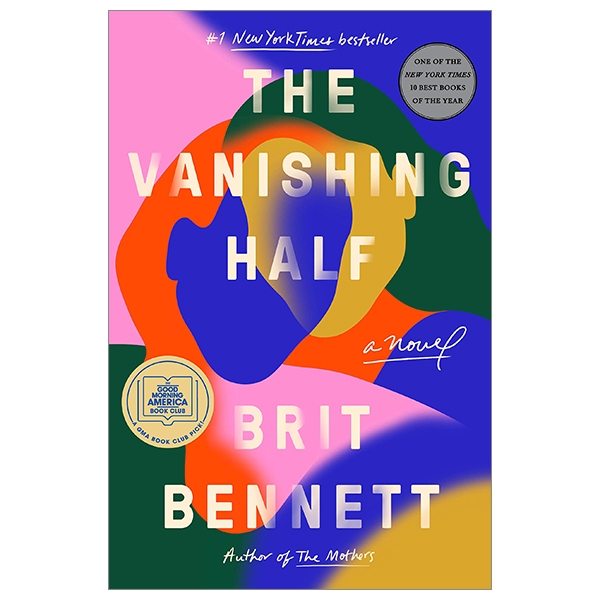 #1 New York Times bestseller
ONE OF THE
NEW YORK TIMES
10 BEST BOOKS
OF THE YEAR
THE
VANISHING
HALF
a novel
THE
GOOD
MORNING
AMERICA
BOOK CLUB
A GMA BOOK CLUB PICK!
BRIT
BENNETT
Author of The Mothers